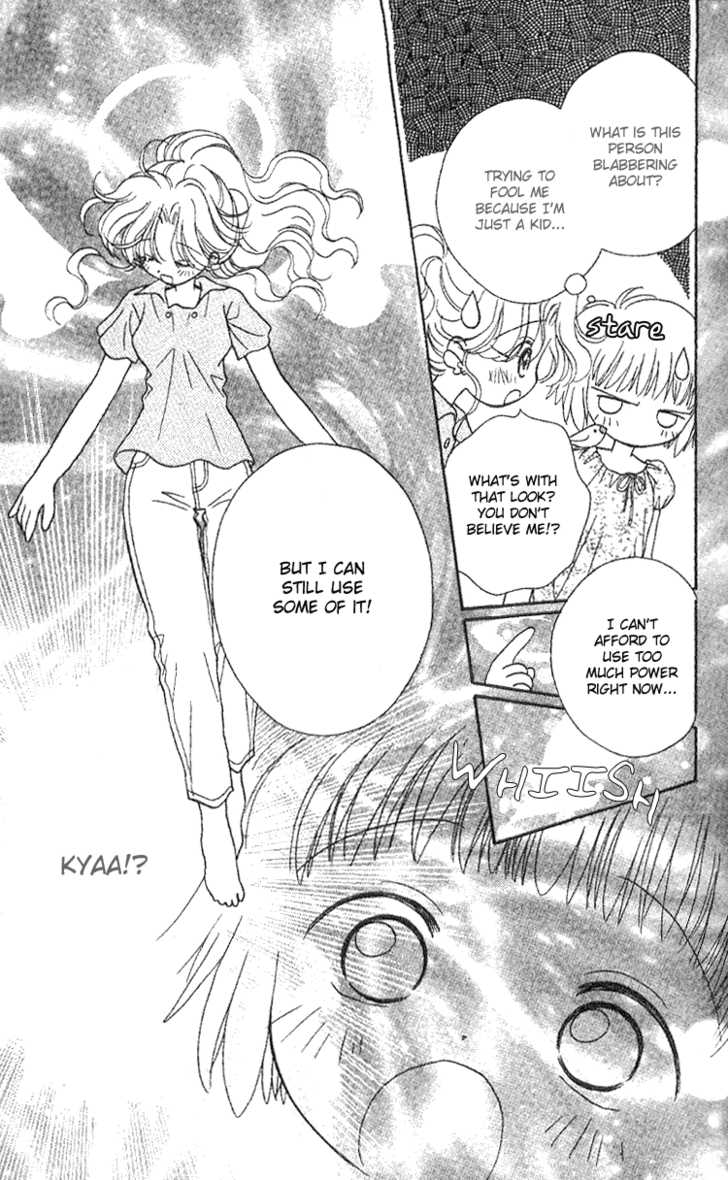 WHAT IS THIS
PERSON
BLABBERING
ABOUT?
TRYING TO
FOOL ME
BECAUSE I'M
JUST A KID...
stare
WHAT'S WITH
THAT LOOK?
YOU DON'T
BELIEVE ME!?
I CAN'T
AFFORD TO
USE TOO
MUCH POWER
RIGHT NOW...
WHIISH
BUT I CAN
STILL USE
SOME OF IT!
KYAA!?